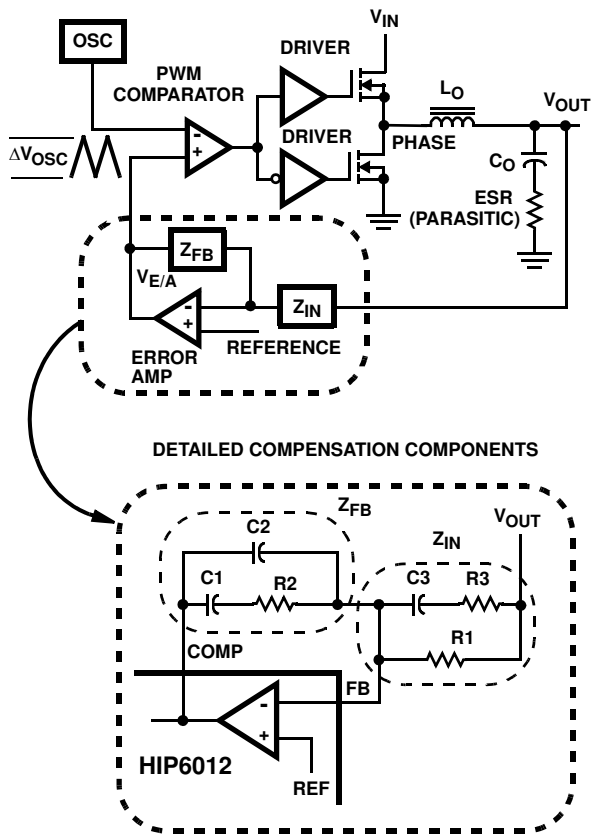 V_IN
OSC
DRIVER
PWM
COMPARATOR
L_O
V_OUT
-
+
DRIVER
PHASE
ΔV_OSC
C_O
ESR
(PARASITIC)
Z_FB
V_E/A
-
+
Z_IN
REFERENCE
ERROR
AMP
DETAILED COMPENSATION COMPONENTS
Z_FB
V_OUT
C2
Z_IN
C1
R2
C3
R3
R1
COMP
FB
-
+
HIP6012
REF